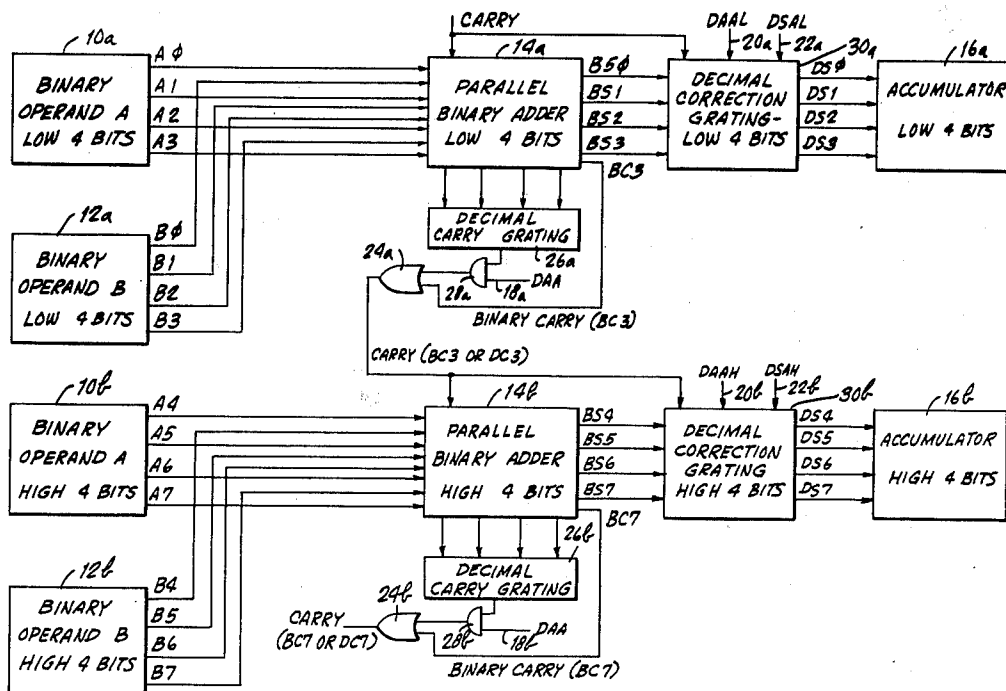 CARRY
DAAL
DSAL
10a
14a
20a
22a
30a
16a
BINARY
OPERAND A
LOW 4 BITS
AØ
A1
A2
A3
PARALLEL
BINARY ADDER
LOW 4 BITS
B5Ø
BS1
BS2
BS3
BC3
DECIMAL
CORRECTION
GRATING-
LOW 4 BITS
DSØ
DS1
DS2
DS3
ACCUMULATOR
LOW 4 BITS
12a
BINARY
OPERAND B
LOW 4 BITS
BØ
B1
B2
B3
DECIMAL
CARRY GRATING
24a
26a
28a
18a
DAA
BINARY CARRY (BC3)
CARRY (BC3 OR DC3)
DAAH
DSAH
10b
14b
20b
22b
30b
16b
BINARY
OPERAND A
HIGH 4 BITS
A4
A5
A6
A7
PARALLEL
BINARY ADDER
HIGH 4 BITS
BS4
BS5
BS6
BS7
BC7
DECIMAL
CORRECTION
GRATING
HIGH 4 BITS
DS4
DS5
DS6
DS7
ACCUMULATOR
HIGH 4 BITS
12b
BINARY
OPERAND B
HIGH 4 BITS
B4
B5
B6
B7
26b
DECIMAL
CARRY GRATING
24b
CARRY
(BC7 OR DC7)
28b
18b
DAA
BINARY CARRY (BC7)